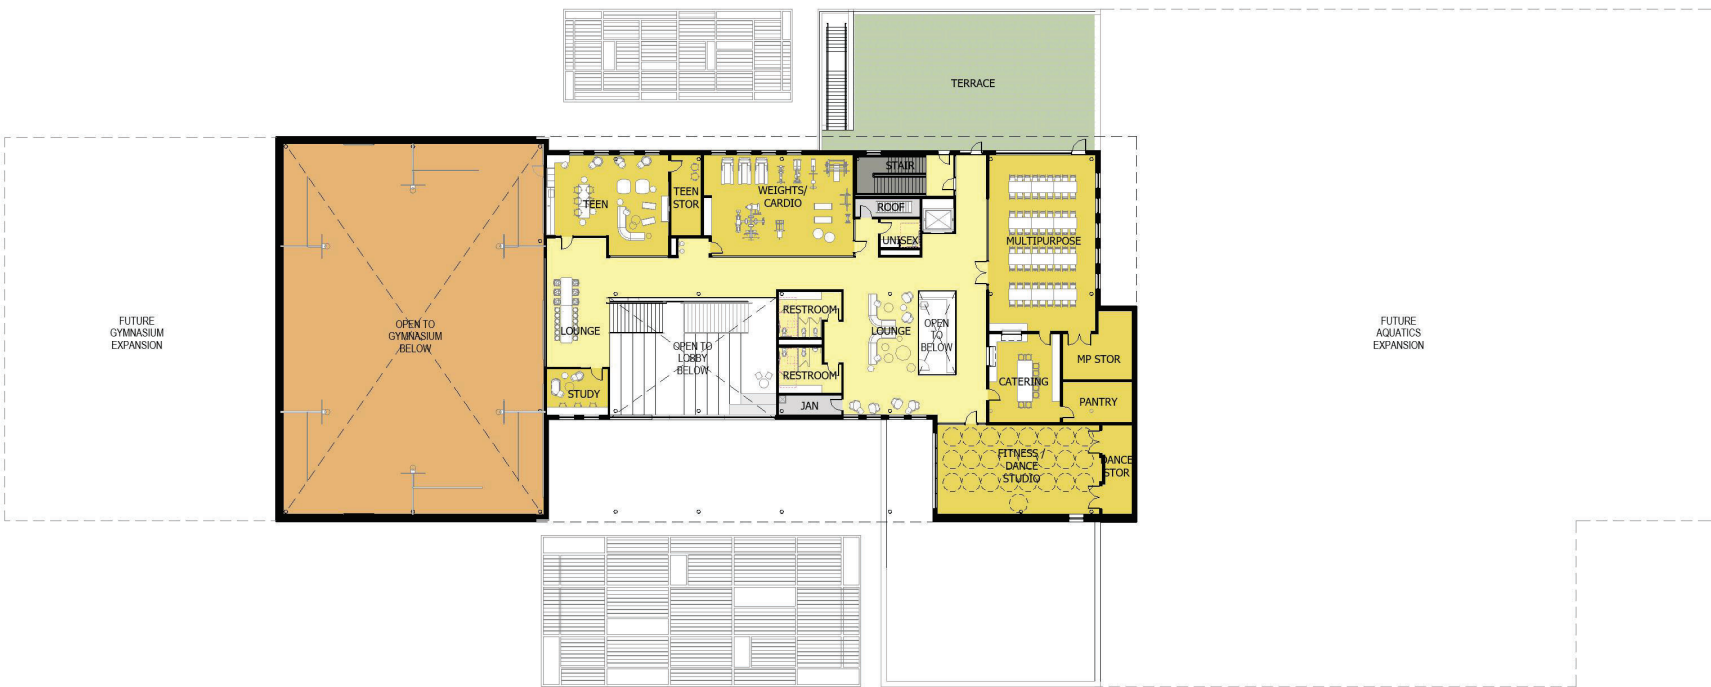 TERRACE
STAIR
TEEN
TEEN
STOR
WEIGHTS/
CARDIO
ROOF
UNISEX
MULTIPURPOSE
FUTURE
GYMNASIUM
EXPANSION
OPEN TO
GYMNASIUM
BELOW
LOUNGE
OPEN TO
LOBBY
BELOW
RESTROOM
RESTROOM
LOUNGE
OPEN
TO
BELOW
FUTURE
AQUATICS
EXPANSION
MP STOR
CATERING
STUDY
JAN
PANTRY
FITNESS /
DANCE
STUDIO
DANCE
STOR